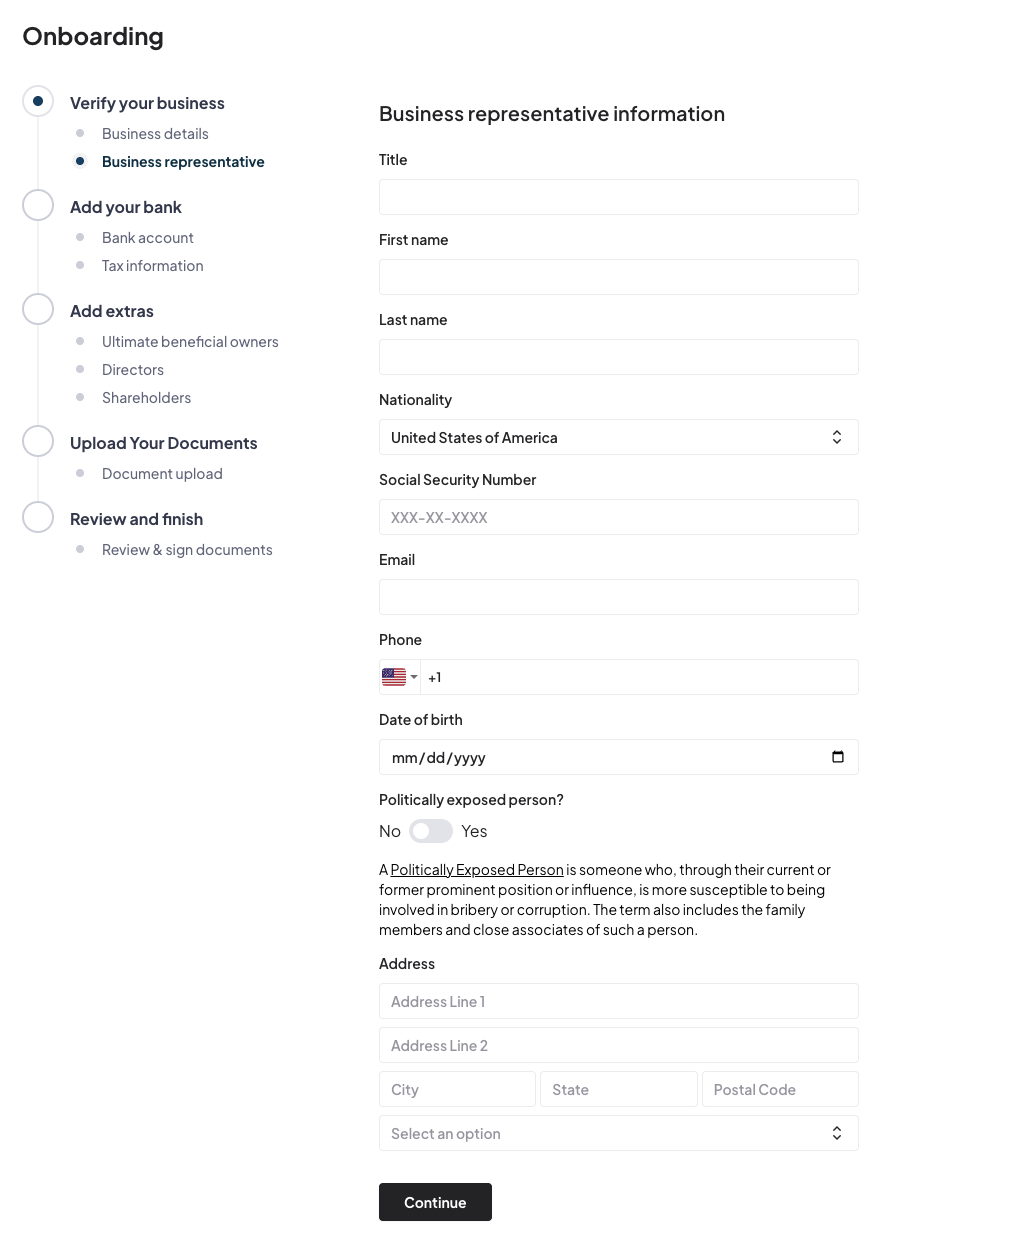 Onboarding
Verify your business
Business details
Business representative
Add your bank
Bank account
Tax information
Add extras
Ultimate beneficial owners
Directors
Shareholders
Upload Your Documents
Document upload
Review and finish
Review & sign documents
Business representative information
Title
First name
Last name
Nationality
United States of America
Social Security Number
XXX-XX-XXXX
Email
Phone
+1
Date of birth
mm/dd/yyyy
Politically exposed person?
No Yes
A Politically Exposed Person is someone who, through their current or
former prominent position or influence, is more susceptible to being
involved in bribery or corruption. The term also includes the family
members and close associates of such a person.
Address
Address Line 1
Address Line 2
City State Postal Code
Select an option
Continue